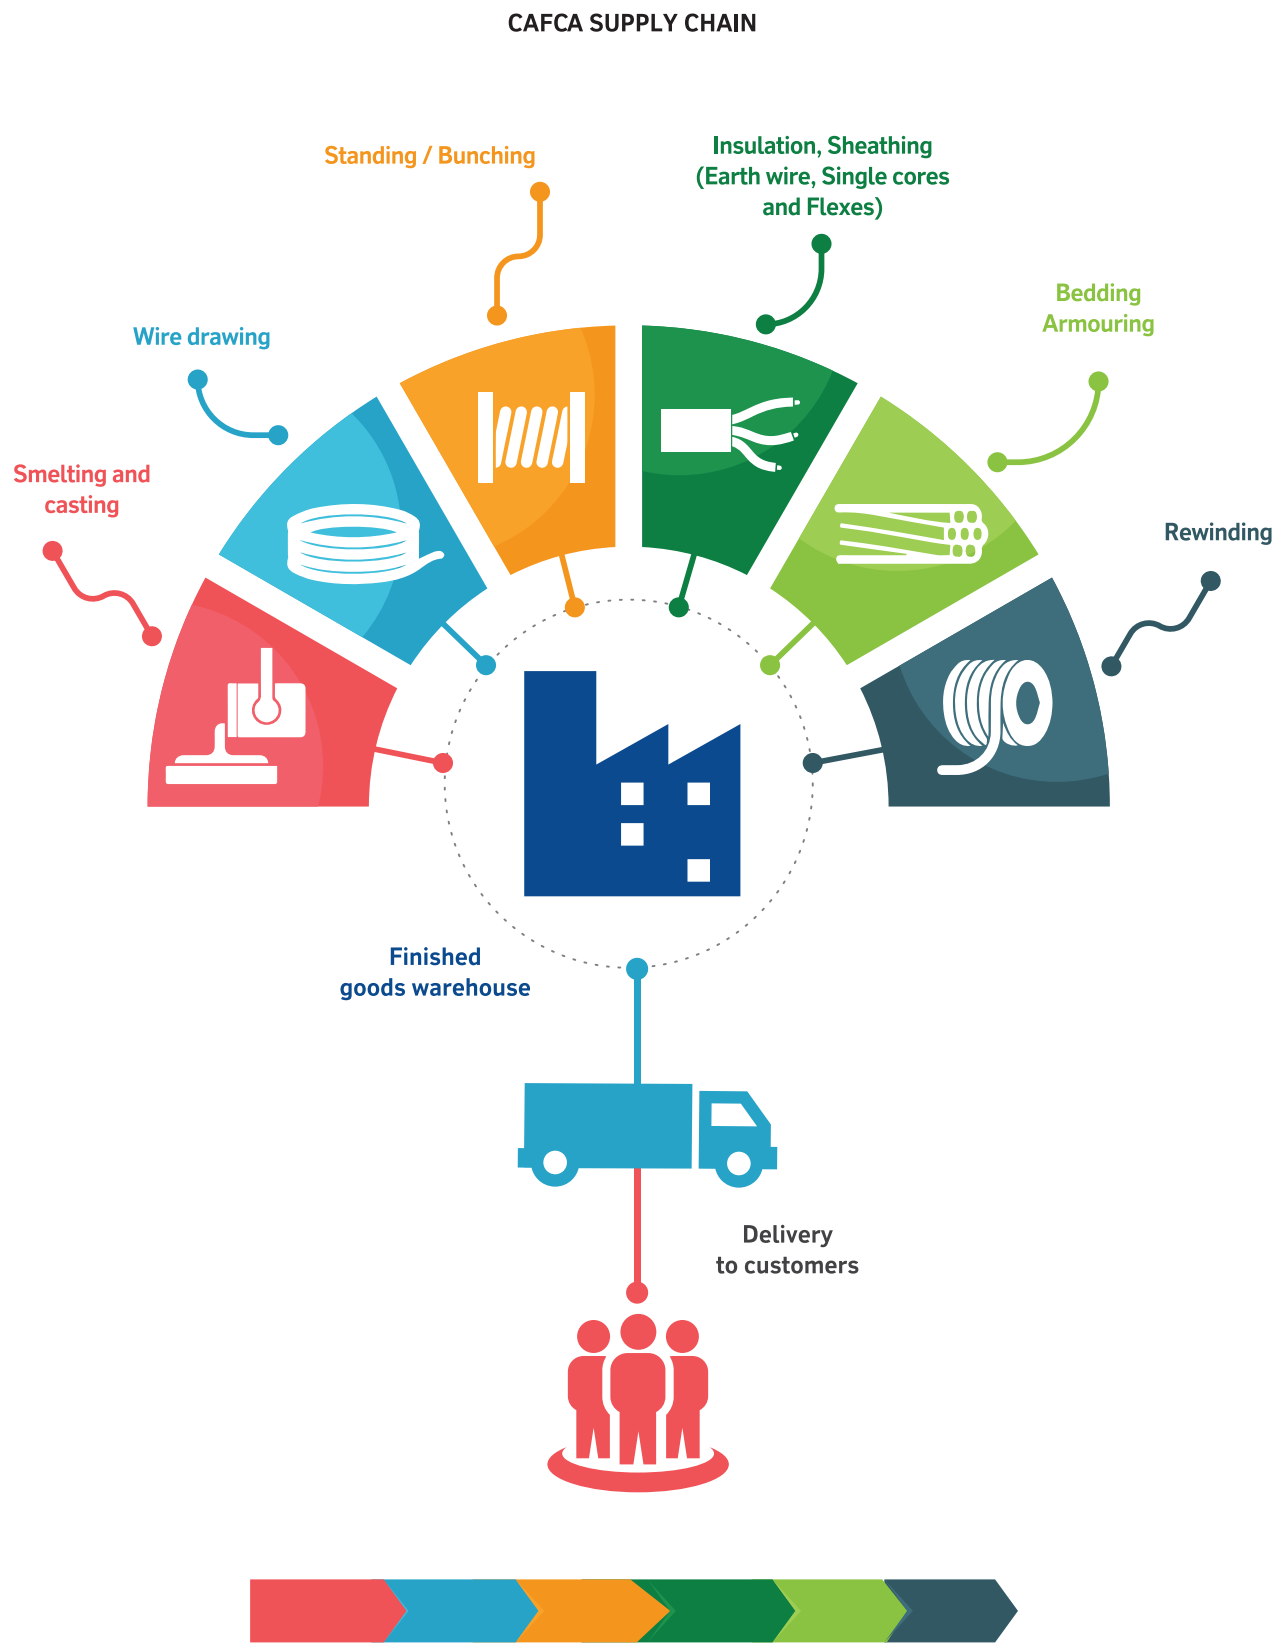 CAFCA SUPPLY CHAIN
Standing / Bunching
Insulation, Sheathing
(Earth wire, Single cores
and Flexes)
Bedding
Armouring
Wire drawing
Smelting and
casting
Rewinding
Finished
goods warehouse
Delivery
to customers